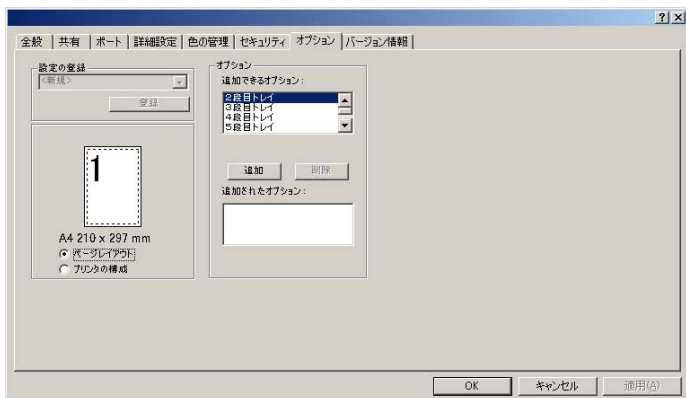 全般 共有 ポート 詳細設定 色の管理 セキュリティ オプション バージョン情報
設定の登録
<新規>
登録
1
A4 210 x 297 mm
ページレイアウト
プリンタの構成
オプション
追加できるオプション:
2段目トレイ
3段目トレイ
4段目トレイ
5段目トレイ
追加 削除
追加されたオプション:
OK キャンセル 適用(A)